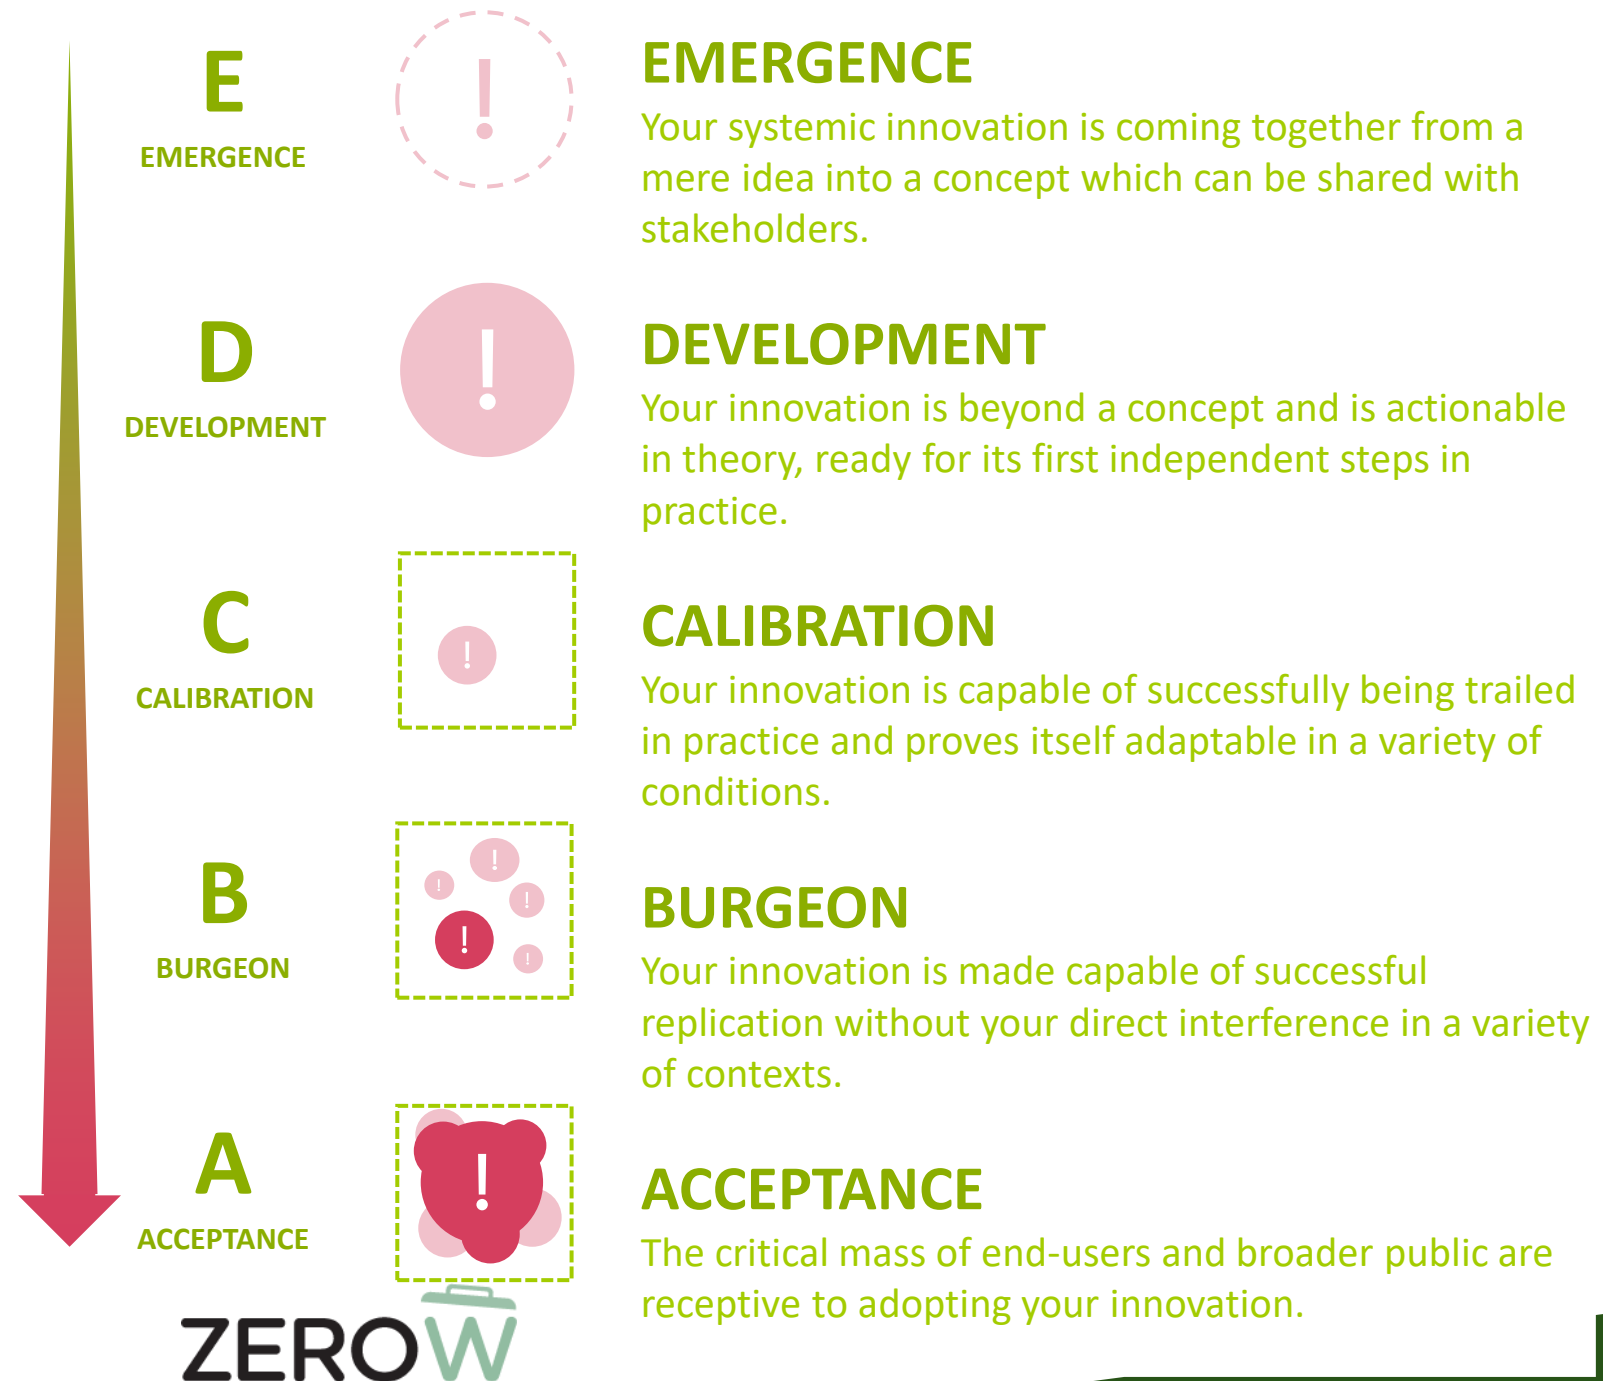 E
EMERGENCE
!
EMERGENCE
Your systemic innovation is coming together from a
mere idea into a concept which can be shared with
stakeholders.
D
DEVELOPMENT
!
DEVELOPMENT
Your innovation is beyond a concept and is actionable
in theory, ready for its first independent steps in
practice.
C
CALIBRATION
!
CALIBRATION
Your innovation is capable of successfully being trailed
in practice and proves itself adaptable in a variety of
conditions.
B
BURGEON
!
!
!
!
!
BURGEON
Your innovation is made capable of successful
replication without your direct interference in a variety
of contexts.
A
ACCEPTANCE
!
ACCEPTANCE
The critical mass of end-users and broader public are
receptive to adopting your innovation.
ZEROW